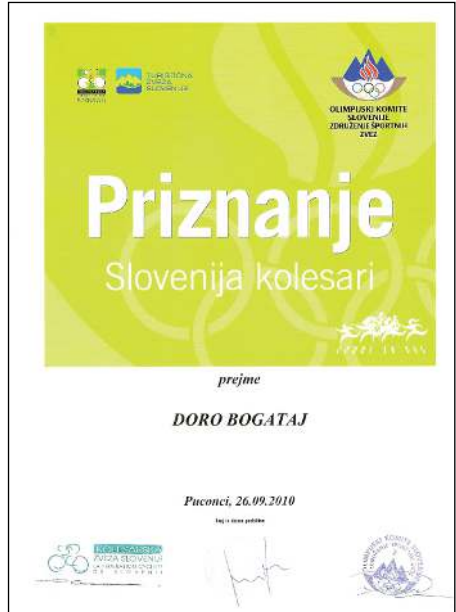 TURISTIČNA
ZVEZA
SLOVENIJE
OLIMPIJSKI KOMITE
SLOVENIJE
ZDRUŽENJE ŠPORTNIH
ZVEZ
Priznanje
Slovenija kolesari
prejme
DORO BOGATAJ
Puconci, 26.09.2010
KOLESARSKA
ZVEZA SLOVENIJE